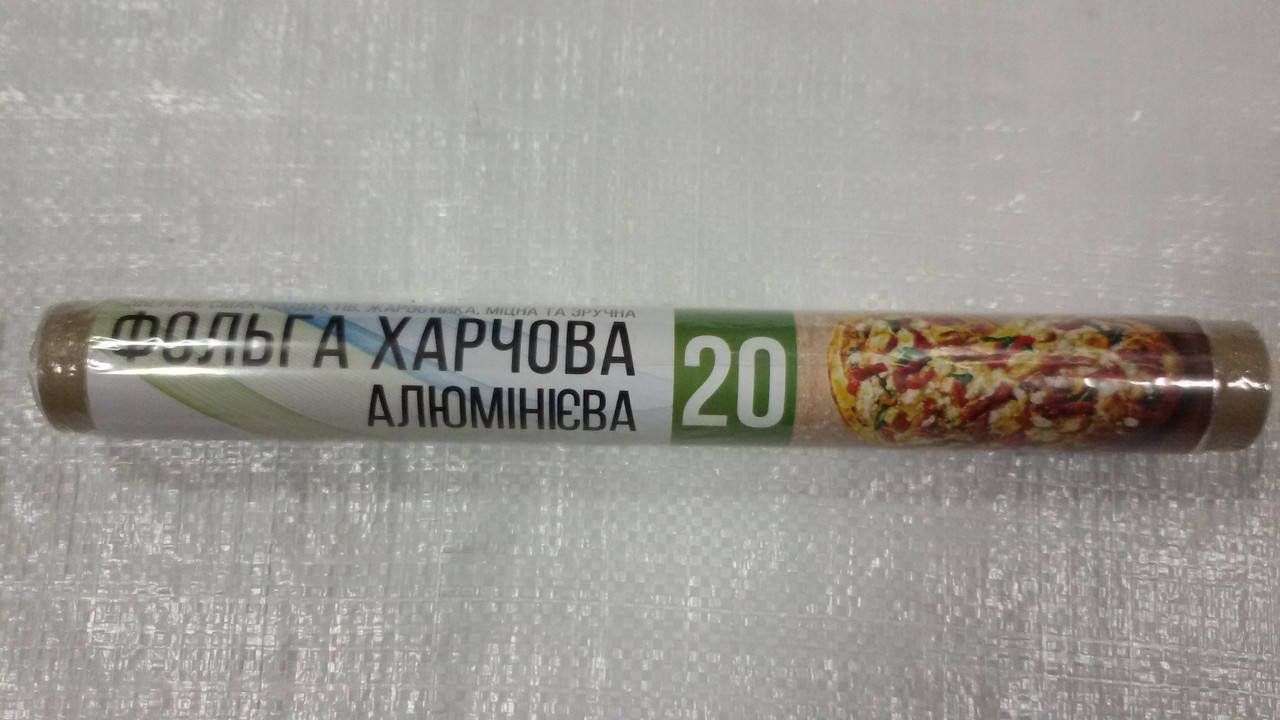 ЖАРОСТІЙКА, МІЦНА ТА ЗРУЧНА
ФОЛЬГА ХАРЧОВА
АЛЮМІНІЄВА
20